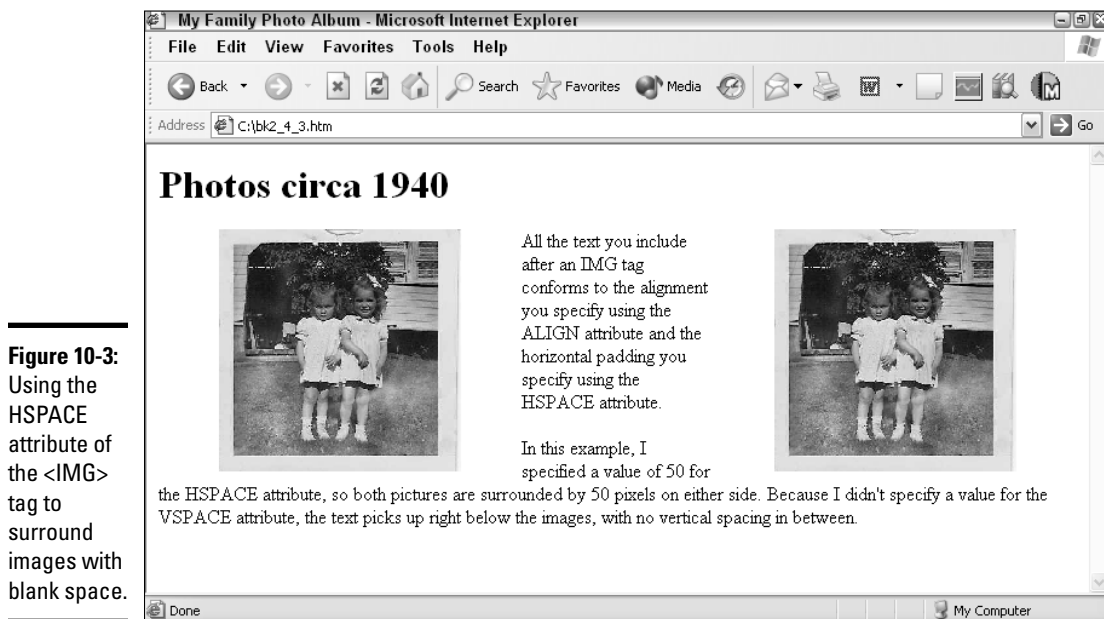 My Family Photo Album - Microsoft Internet Explorer
File Edit View Favorites Tools Help
Back Search Favorites Media
Address C:\bk2_4_3.htm Go
Photos circa 1940
All the text you include
after an IMG tag
conforms to the alignment
you specify using the
ALIGN attribute and the
horizontal padding you
specify using the
HSPACE attribute.
In this example, I
specified a value of 50 for
the HSPACE attribute, so both pictures are surrounded by 50 pixels on either side. Because I didn't specify a value for the
VSPACE attribute, the text picks up right below the images, with no vertical spacing in between.
Done My Computer
Figure 10-3:
Using the
HSPACE
attribute of
the <IMG>
tag to
surround
images with
blank space.